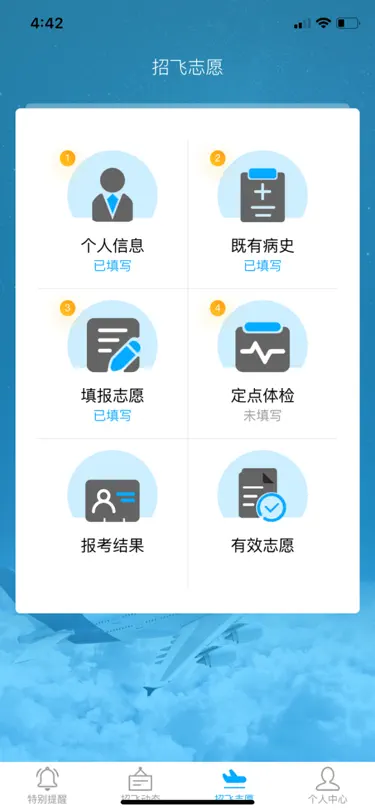 4:42
招飞志愿
1
2
个人信息
既有病史
已填写
已填写
3
4
填报志愿
定点体检
已填写
未填写
报考结果
有效志愿
特别提醒
招飞动态
招飞志愿
个人中心